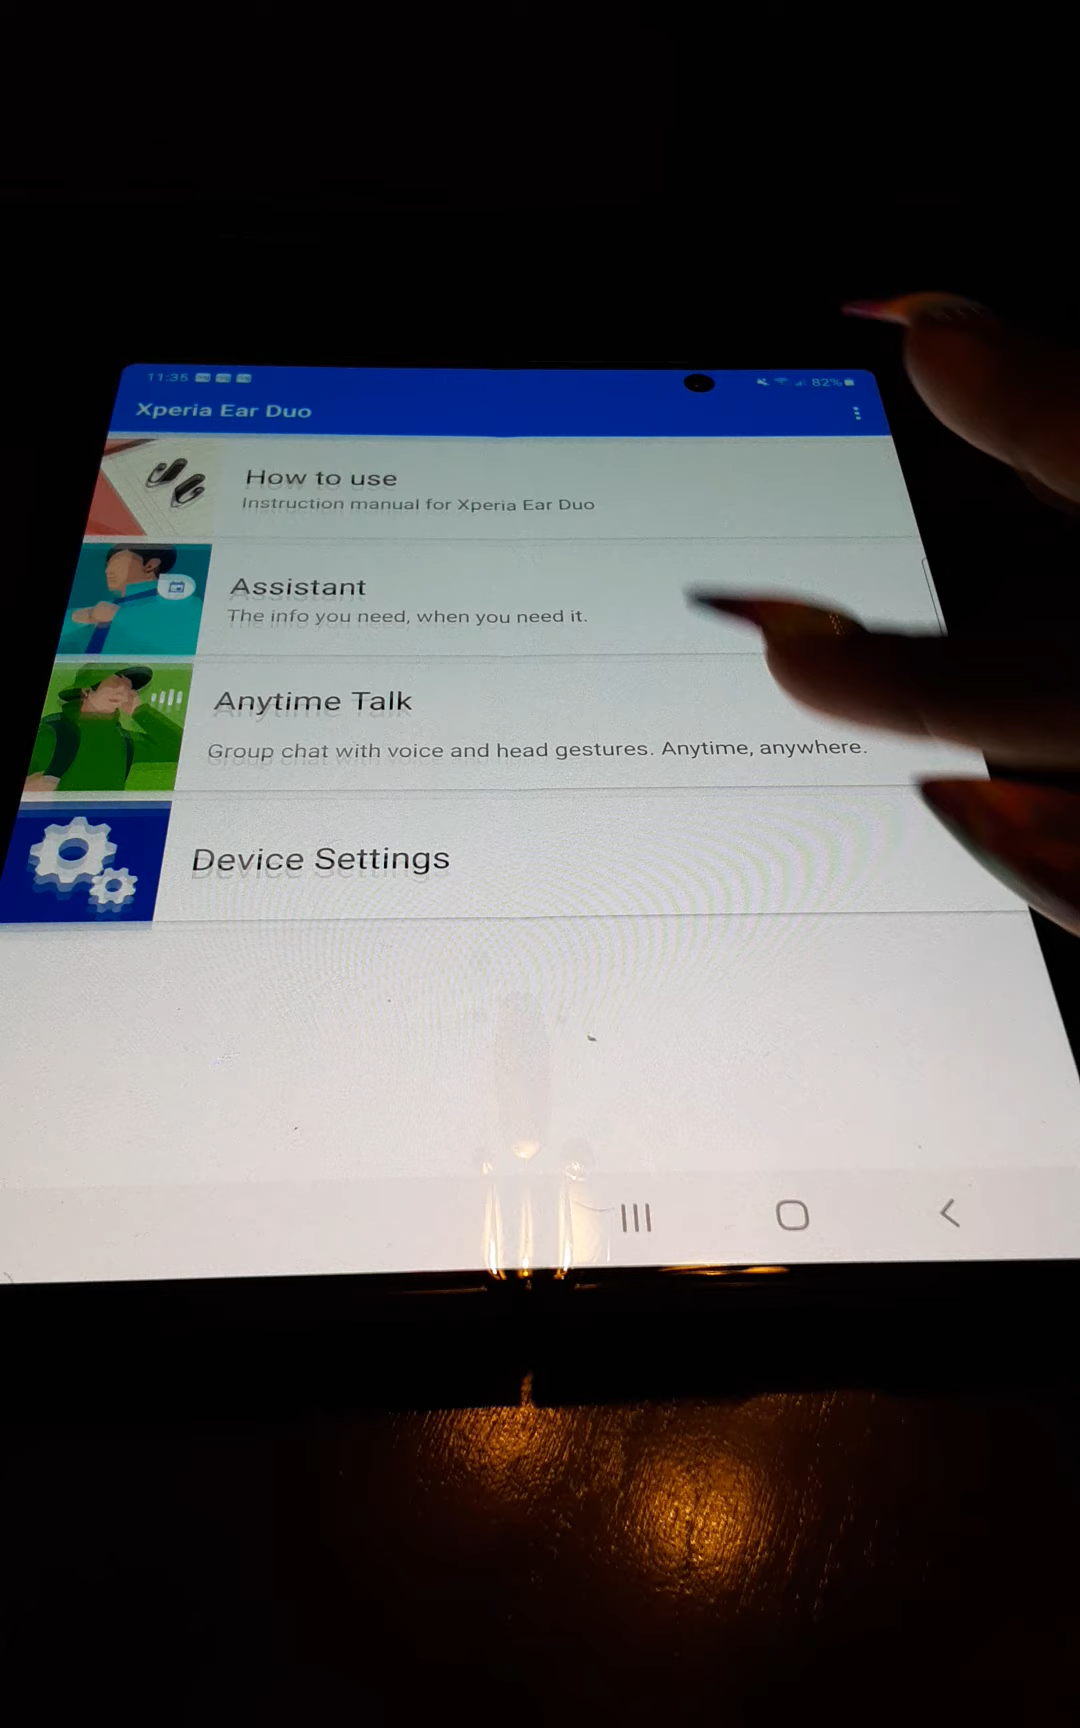 11:35
82%
Xperia Ear Duo
How to use
Instruction manual for Xperia Ear Duo
Assistant
The info you need, when you need it.
Anytime Talk
Group chat with voice and head gestures. Anytime, anywhere.
Device Settings